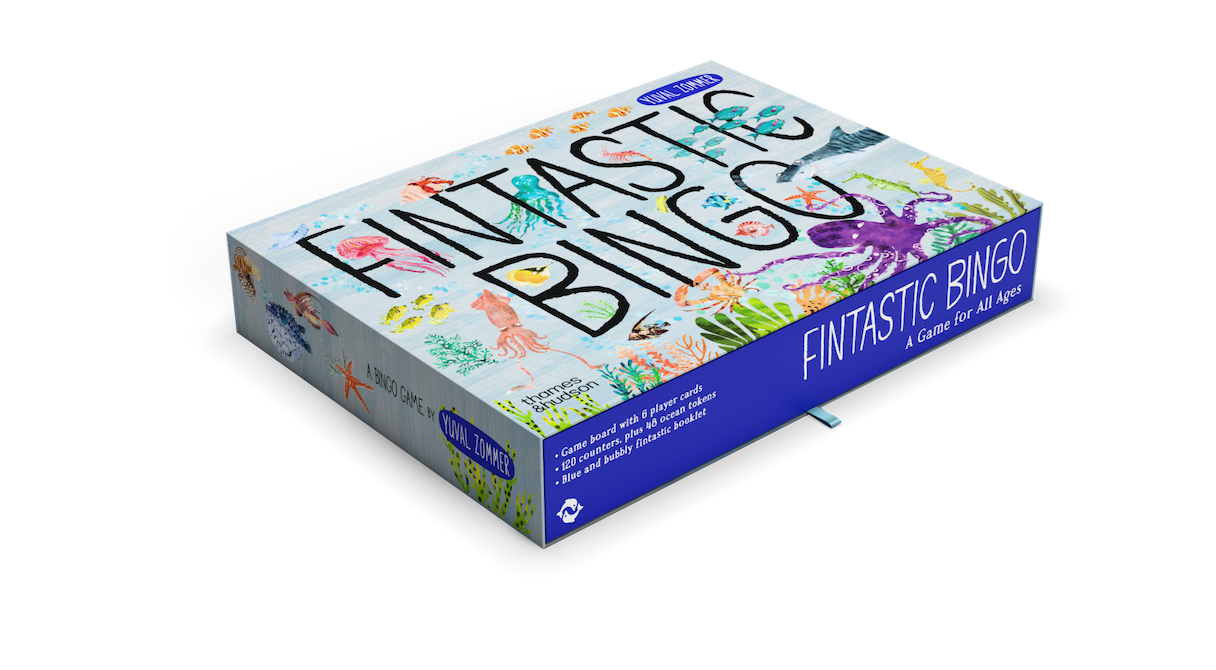 YUVAL ZOMMER
FINTASTIC
BINGO
thames
&hudson
A BINGO GAME BY
YUVAL ZOMMER
FINTASTIC BINGO
A Game for All Ages
• Game board with 6 player cards
• 120 counters, plus 48 ocean tokens
• Blue and bubbly fintastic booklet